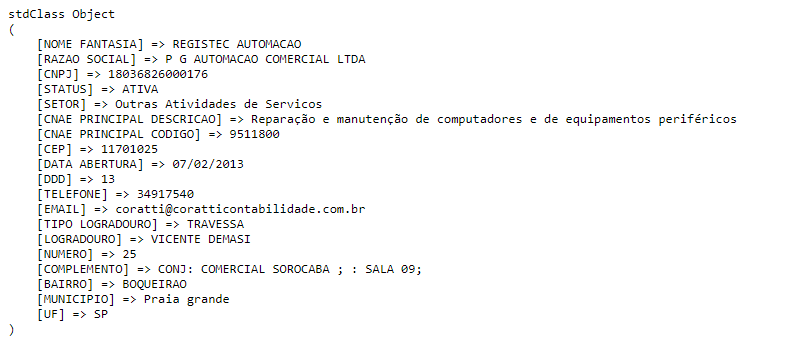 stdClass Object
(
    [NOME FANTASIA] => REGISTEC AUTOMACAO
    [RAZAO SOCIAL] => P G AUTOMACAO COMERCIAL LTDA
    [CNPJ] => 18036826000176
    [STATUS] => ATIVA
    [SETOR] => Outras Atividades de Servicos
    [CNAE PRINCIPAL DESCRICAO] => Reparação e manutenção de computadores e de equipamentos periféricos
    [CNAE PRINCIPAL CODIGO] => 9511800
    [CEP] => 11701025
    [DATA ABERTURA] => 07/02/2013
    [DDD] => 13
    [TELEFONE] => 34917540
    [EMAIL] => coratti@coratticontabilidade.com.br
    [TIPO LOGRADOURO] => TRAVESSA
    [LOGRADOURO] => VICENTE DEMASI
    [NUMERO] => 25
    [COMPLEMENTO] => CONJ: COMERCIAL SOROCABA ; : SALA 09;
    [BAIRRO] => BOQUEIRAO
    [MUNICIPIO] => Praia grande
    [UF] => SP
)